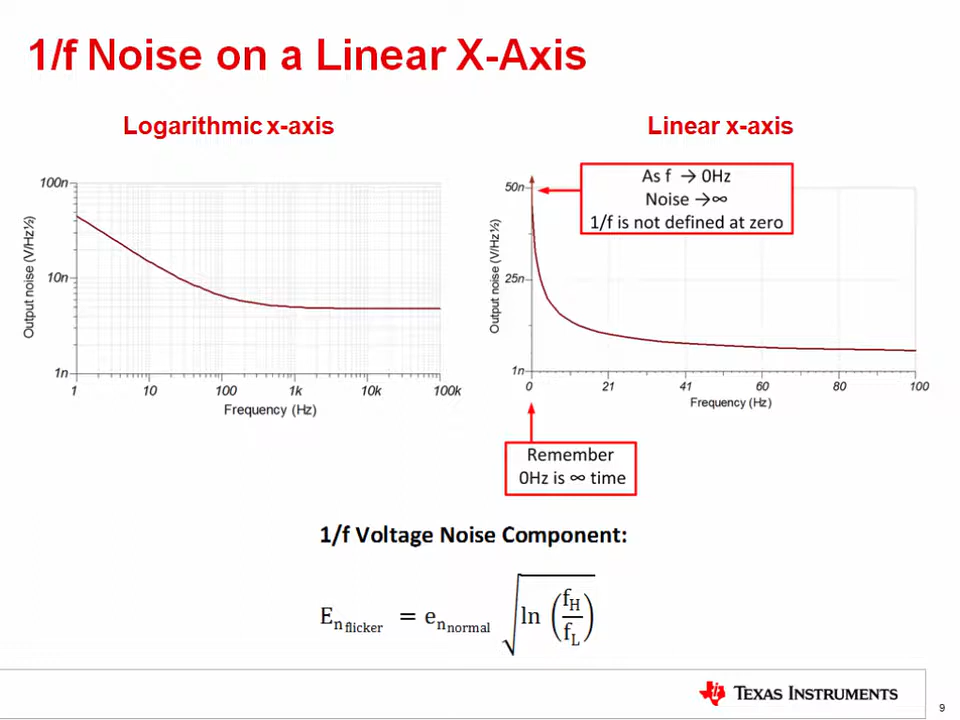 1/f Noise on a Linear X-Axis
Logarithmic x-axis
Linear x-axis
100n
10n
1n
Output noise (V/Hz½)
1 10 100 1k 10k 100k
Frequency (Hz)
50n
25n
1n
Output noise (V/Hz½)
0 21 41 60 80 100
Frequency (Hz)
As f → 0Hz
Noise →∞
1/f is not defined at zero
Remember
0Hz is ∞ time
1/f Voltage Noise Component:
Eₙ flicker = eₙ normal √ ln (fH/fL)
TEXAS INSTRUMENTS
9